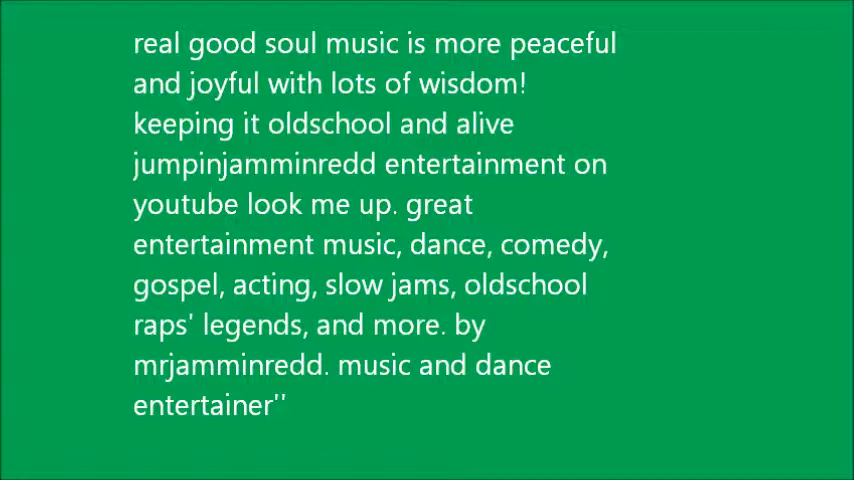 real good soul music is more peaceful
and joyful with lots of wisdom!
keeping it oldschool and alive
jumpinjamminredd entertainment on
youtube look me up. great
entertainment music, dance, comedy,
gospel, acting, slow jams, oldschool
raps' legends, and more. by
mrjamminredd. music and dance
entertainer''